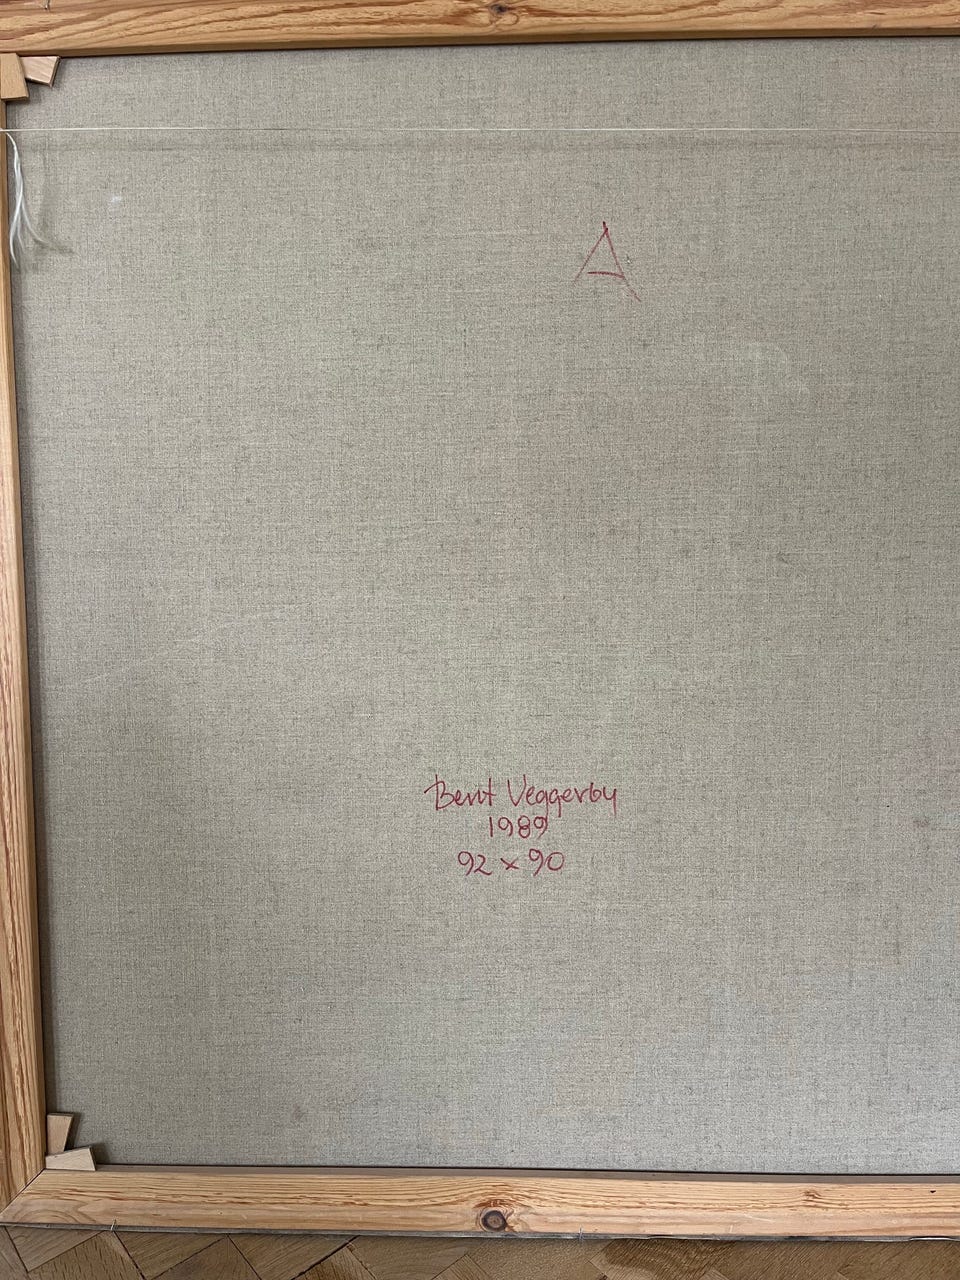 A
Bent Veggerby
1989
92 x 90